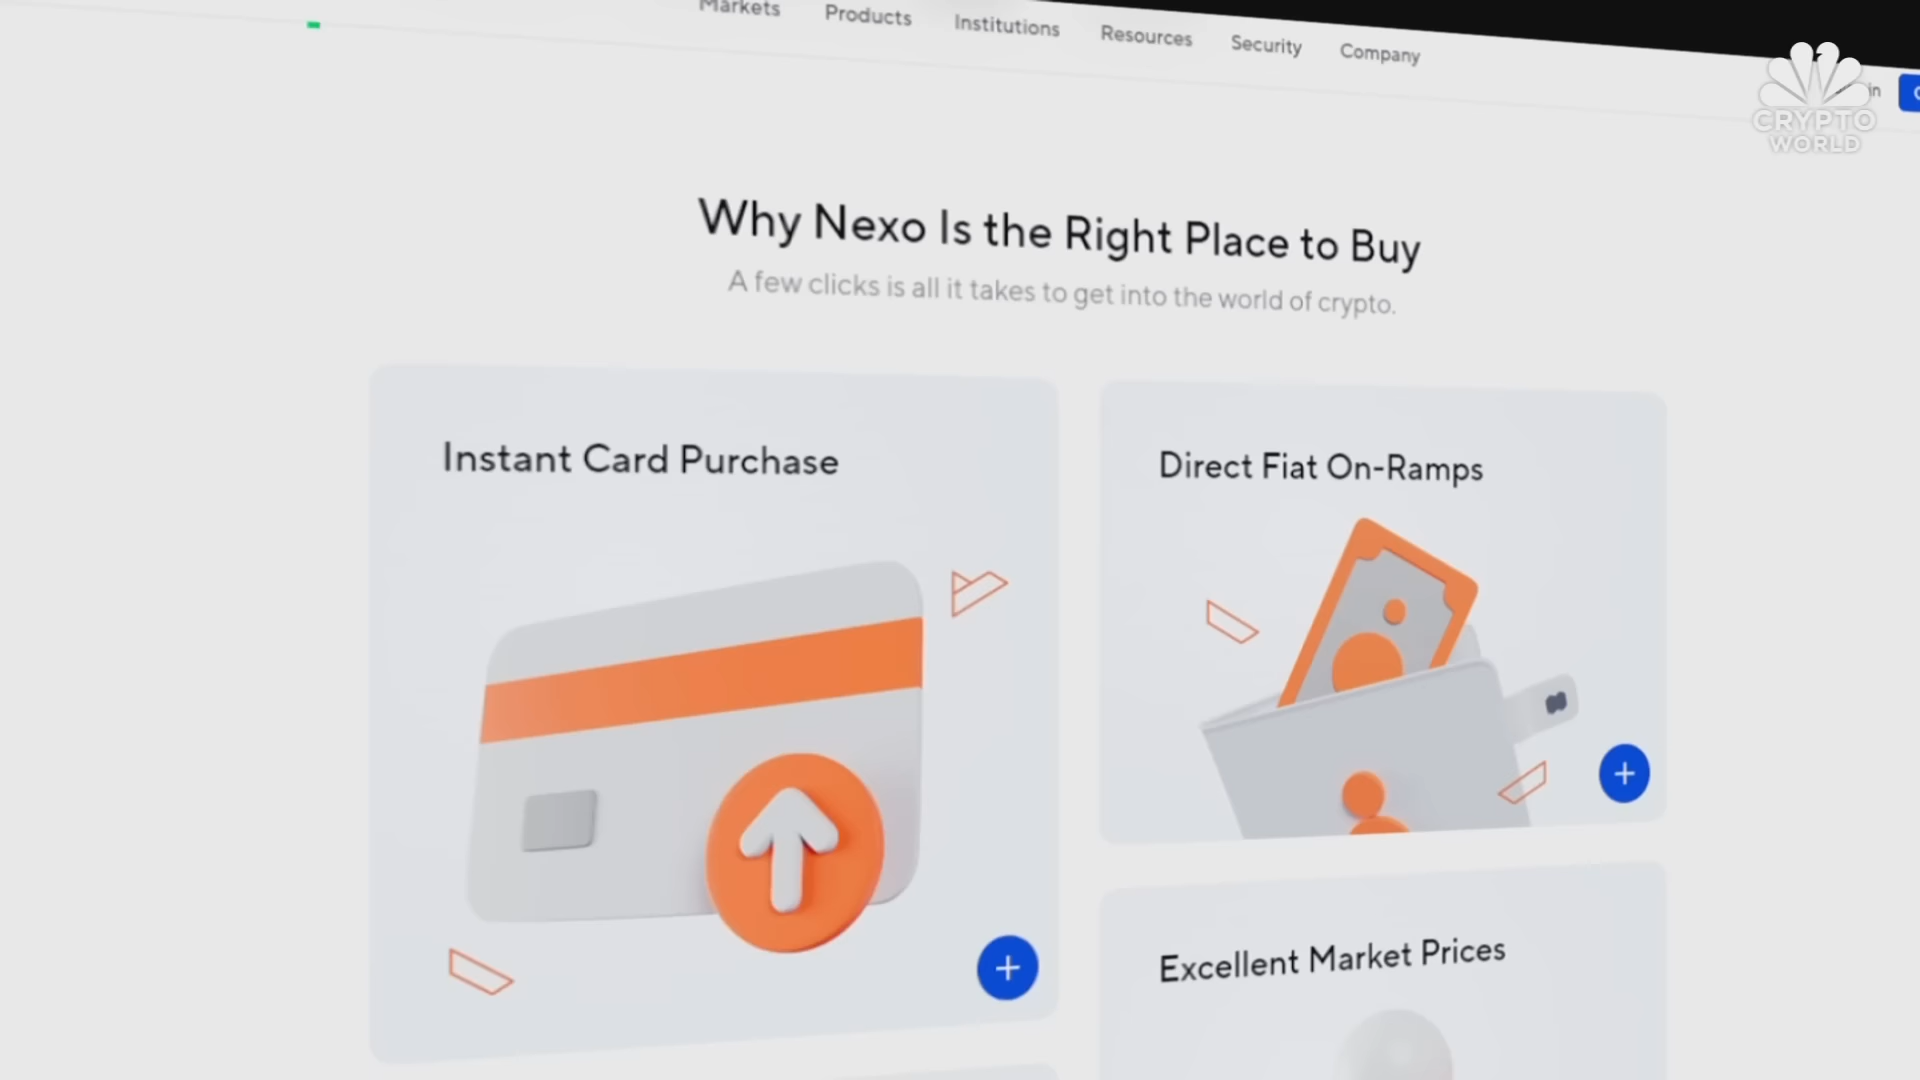 Markets Products Institutions Resources Security Company
CRYPTO
WORLD
Why Nexo Is the Right Place to Buy
A few clicks is all it takes to get into the world of crypto.
Instant Card Purchase
Direct Fiat On-Ramps
Excellent Market Prices